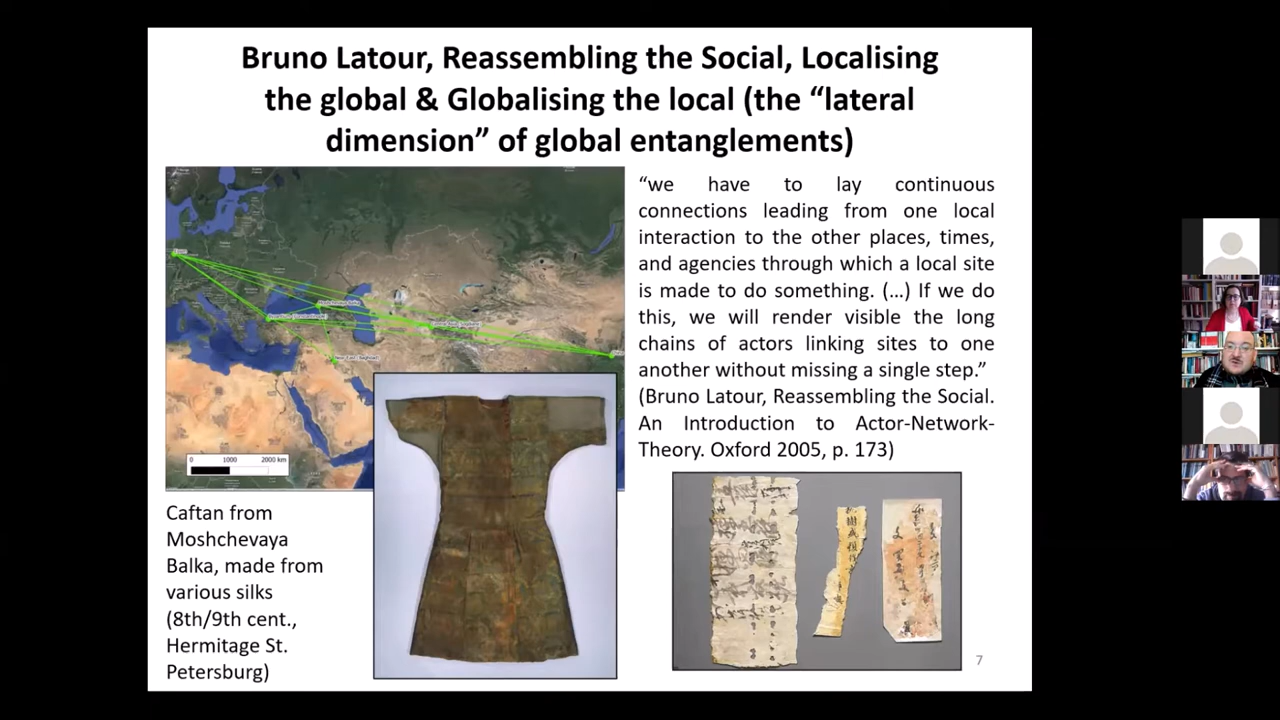 Bruno Latour, Reassembling the Social, Localising
the global & Globalising the local (the “lateral
dimension” of global entanglements)
“we have to lay continuous
connections leading from one local
interaction to the other places, times,
and agencies through which a local site
is made to do something. (…) If we do
this, we will render visible the long
chains of actors linking sites to one
another without missing a single step.”
(Bruno Latour, Reassembling the Social.
An Introduction to Actor-Network-
Theory. Oxford 2005, p. 173)
0 1000 2000 km
Caftan from
Moshchevaya
Balka, made from
various silks
(8th/9th cent.,
Hermitage St.
Petersburg)
7